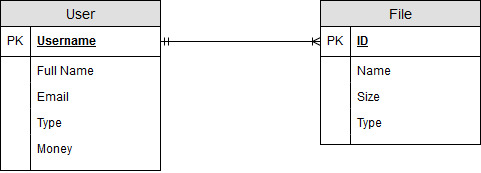 User
PK Username
Full Name
Email
Type
Money
File
PK ID
Name
Size
Type